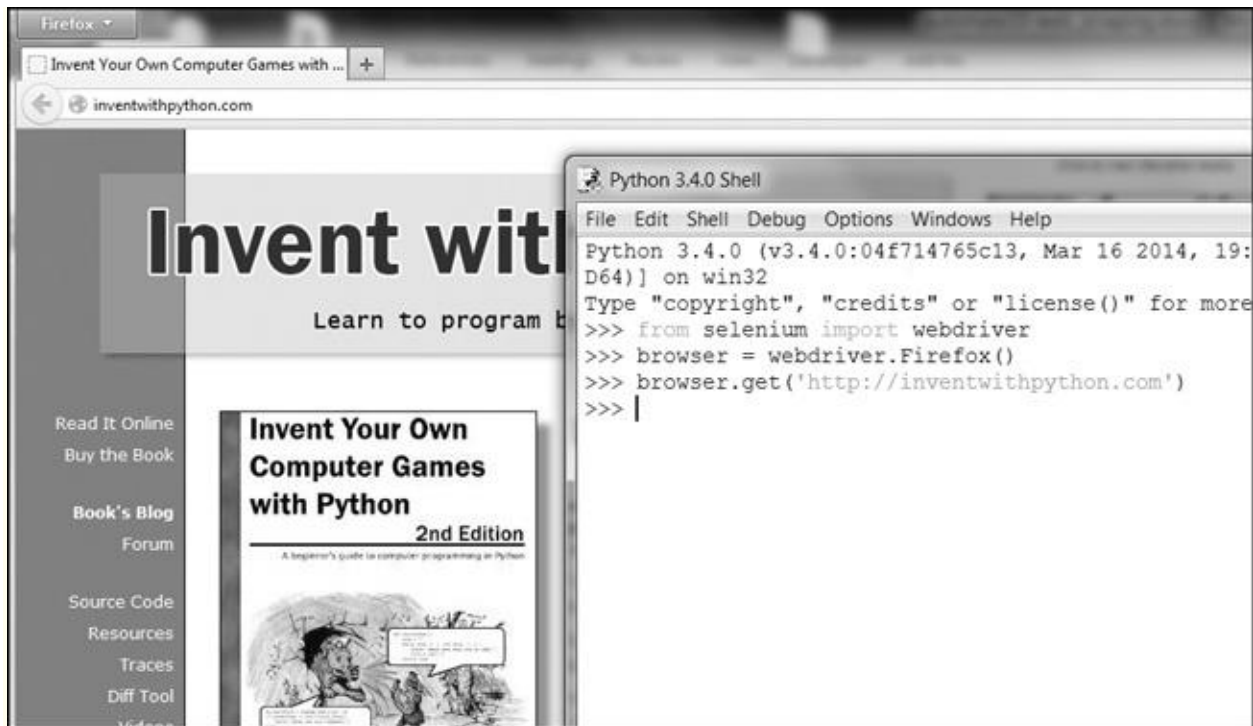 Firefox
Invent Your Own Computer Games with ...
+
inventwithpython.com
Invent wit
Learn to program b
Read It Online
Buy the Book
Book's Blog
Forum
Source Code
Resources
Traces
Diff Tool
Videos
Invent Your Own
Computer Games
with Python
2nd Edition
A beginner's guide to computer programming in Python
Python 3.4.0 Shell
File Edit Shell Debug Options Windows Help
Python 3.4.0 (v3.4.0:04f714765c13, Mar 16 2014, 19:
D64)] on win32
Type "copyright", "credits" or "license()" for more
>>> from selenium import webdriver
>>> browser = webdriver.Firefox()
>>> browser.get('http://inventwithpython.com')
>>>